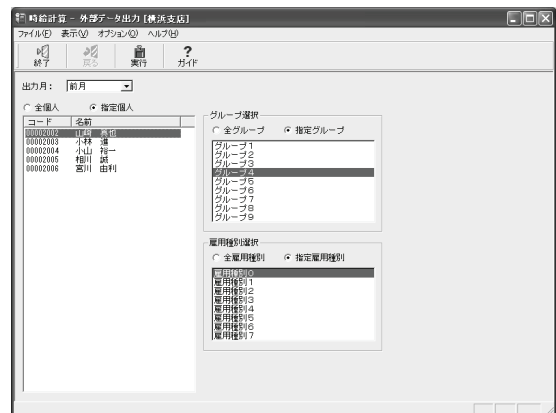 時給計算 - 外部データ出力 [横浜支店]
ファイル(F) 表示(V) オプション(O) ヘルプ(H)
終了 戻る 実行 ガイド
出力月： 前月
全個人 指定個人
コード 名前
00002002 山崎 亮也
00002003 小林 進
00002004 小山 裕一
00002005 相川 誠
00002006 宮川 由利
グループ選択
全グループ 指定グループ
グループ1
グループ2
グループ3
グループ4
グループ5
グループ6
グループ7
グループ8
グループ9
雇用種別選択
全雇用種別 指定雇用種別
雇用種別0
雇用種別1
雇用種別2
雇用種別3
雇用種別4
雇用種別5
雇用種別6
雇用種別7